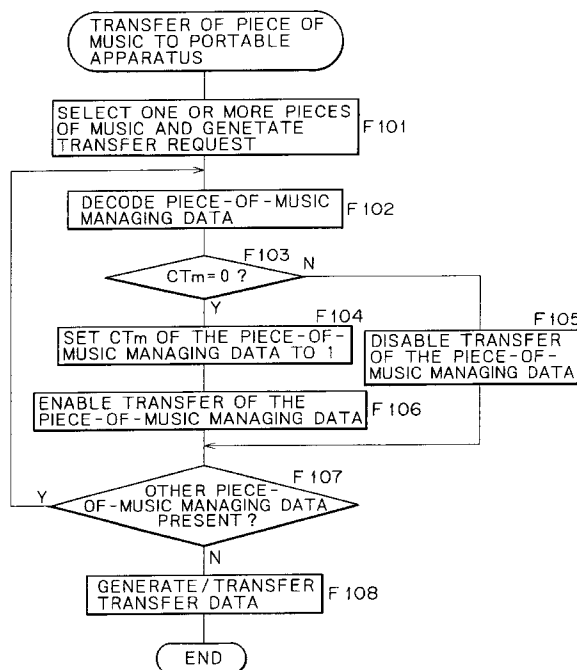 TRANSFER OF PIECE OF
MUSIC TO PORTABLE
APPARATUS
SELECT ONE OR MORE PIECES
OF MUSIC AND GENETATE
TRANSFER REQUEST
F101
DECODE PIECE-OF-MUSIC
MANAGING DATA
F102
F103
CTm=0 ?
N
Y
F104
SET CTm OF THE PIECE-OF-
MUSIC MANAGING DATA TO 1
F105
DISABLE TRANSFER
OF THE PIECE-OF-
MUSIC MANAGING DATA
ENABLE TRANSFER OF THE
PIECE-OF-MUSIC MANAGING DATA
F106
F107
Y
OTHER PIECE-
OF-MUSIC MANAGING DATA
PRESENT ?
N
GENERATE/TRANSFER
TRANSFER DATA
F108
END